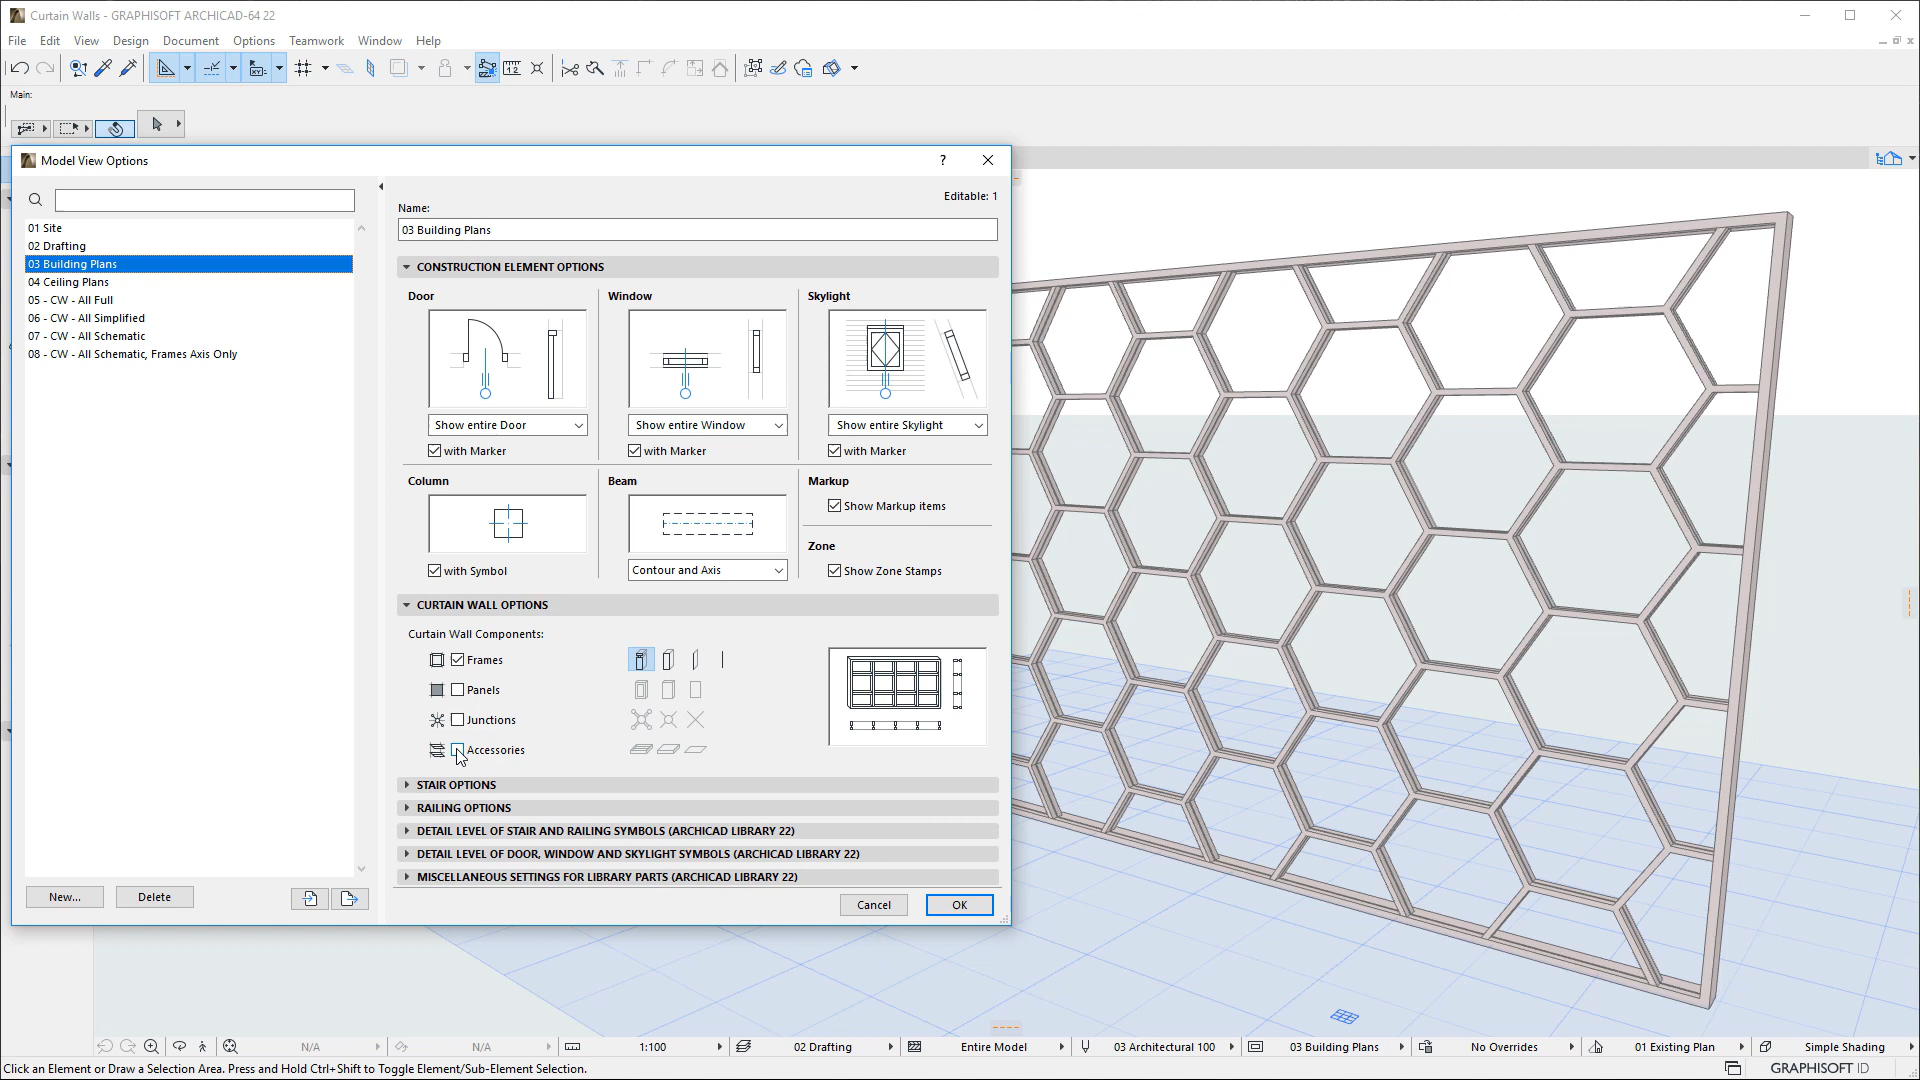 Curtain Walls - GRAPHISOFT ARCHICAD-64 22
File Edit View Design Document Options Teamwork Window Help
Main:
Model View Options
?
Editable: 1
Name:
03 Building Plans
01 Site
02 Drafting
03 Building Plans
04 Ceiling Plans
05 - CW - All Full
06 - CW - All Simplified
07 - CW - All Schematic
08 - CW - All Schematic, Frames Axis Only
CONSTRUCTION ELEMENT OPTIONS
Door Window Skylight
Show entire Door Show entire Window Show entire Skylight
with Marker with Marker with Marker
Column Beam Markup
Show Markup items
Zone
with Symbol Contour and Axis Show Zone Stamps
CURTAIN WALL OPTIONS
Curtain Wall Components:
Frames
Panels
Junctions
Accessories
STAIR OPTIONS
RAILING OPTIONS
DETAIL LEVEL OF STAIR AND RAILING SYMBOLS (ARCHICAD LIBRARY 22)
DETAIL LEVEL OF DOOR, WINDOW AND SKYLIGHT SYMBOLS (ARCHICAD LIBRARY 22)
MISCELLANEOUS SETTINGS FOR LIBRARY PARTS (ARCHICAD LIBRARY 22)
New... Delete Cancel OK
N/A N/A 1:100 02 Drafting Entire Model 03 Architectural 100 03 Building Plans No Overrides 01 Existing Plan Simple Shading
Click an Element or Draw a Selection Area. Press and Hold Ctrl+Shift to Toggle Element/Sub-Element Selection. GRAPHISOFT ID